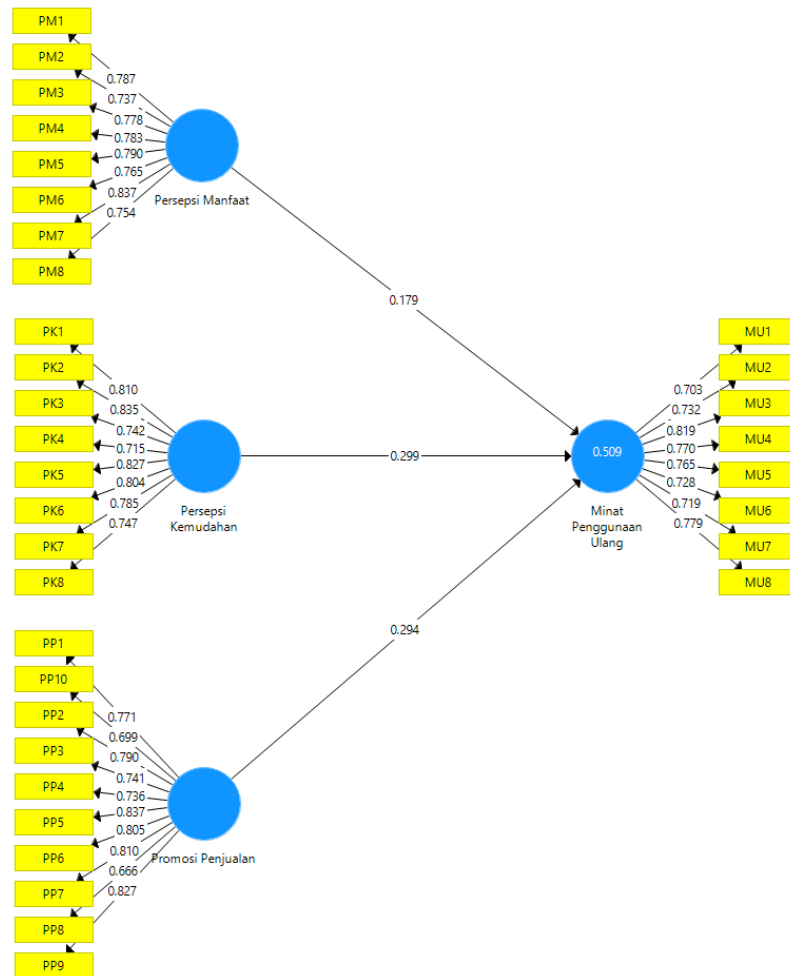 PM1
PM2
PM3
PM4
PM5
PM6
PM7
PM8
0.787
0.737
0.778
0.783
0.790
0.765
0.837
0.754
Persepsi Manfaat
0.179
PK1
PK2
PK3
PK4
PK5
PK6
PK7
PK8
0.810
0.835
0.742
0.715
0.827
0.804
0.785
0.747
Persepsi
Kemudahan
0.299
PP1
PP10
PP2
PP3
PP4
PP5
PP6
PP7
PP8
PP9
0.771
0.699
0.790
0.741
0.736
0.837
0.805
0.810
0.666
0.827
Promosi Penjualan
0.294
0.509
Minat
Penggunaan
Ulang
0.703
0.732
0.819
0.770
0.765
0.728
0.719
0.779
MU1
MU2
MU3
MU4
MU5
MU6
MU7
MU8